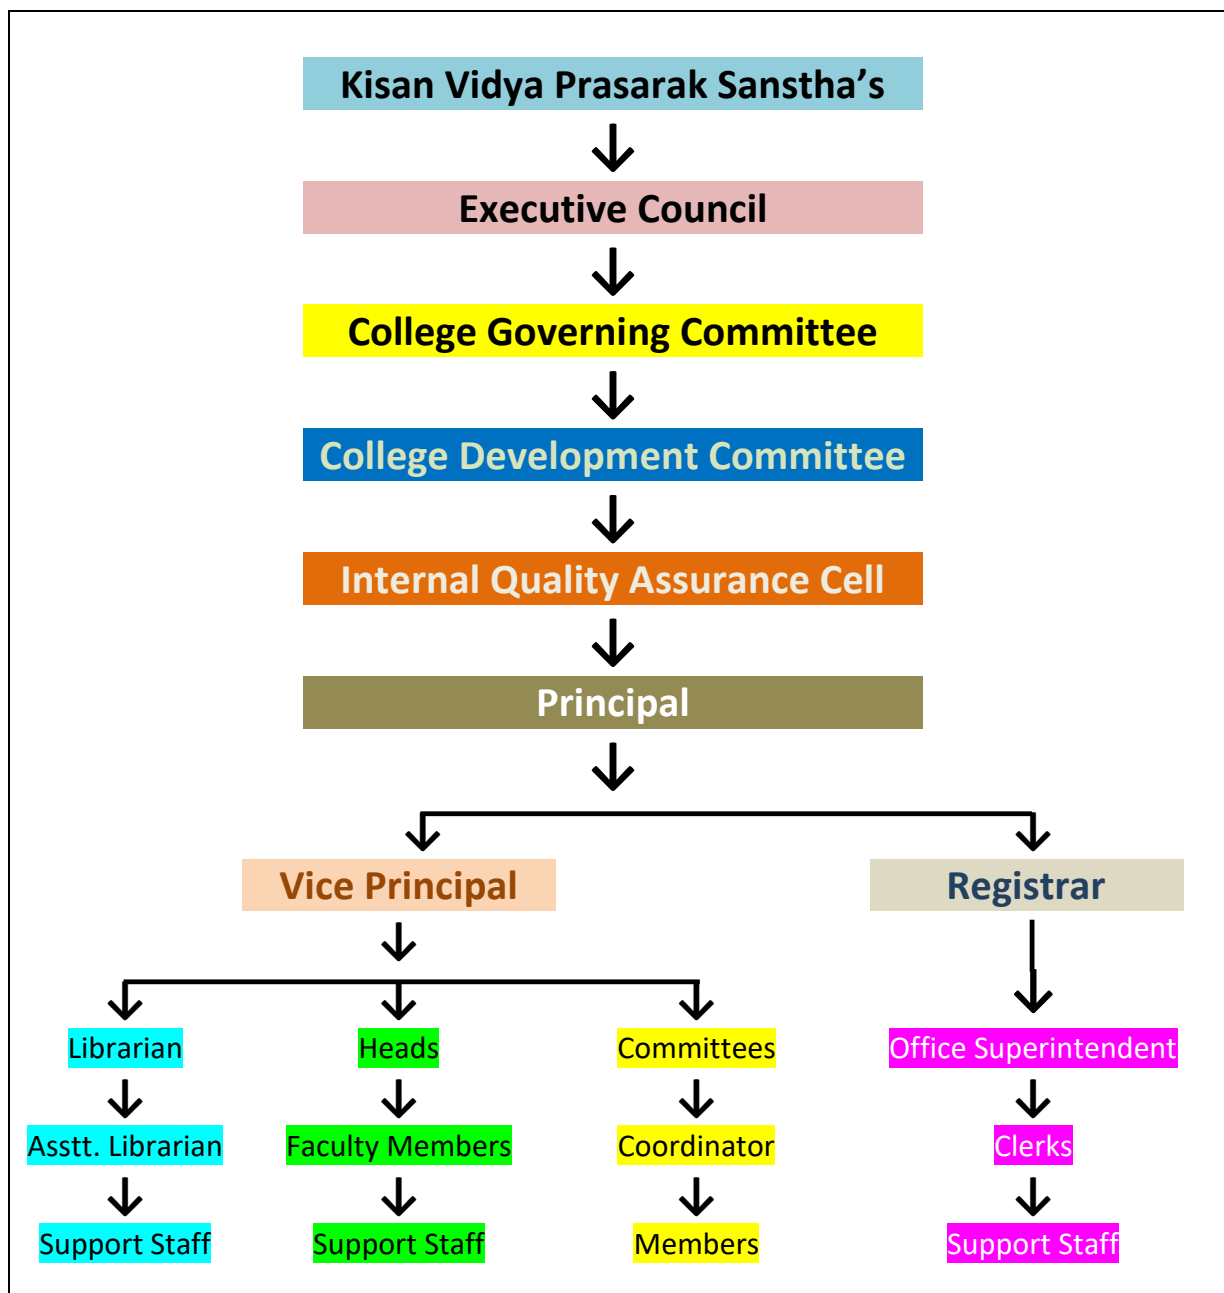 Kisan Vidya Prasarak Sanstha’s
Executive Council
College Governing Committee
College Development Committee
Internal Quality Assurance Cell
Principal
Vice Principal
Registrar
Librarian
Heads
Committees
Office Superintendent
Asstt. Librarian
Faculty Members
Coordinator
Clerks
Support Staff
Support Staff
Members
Support Staff